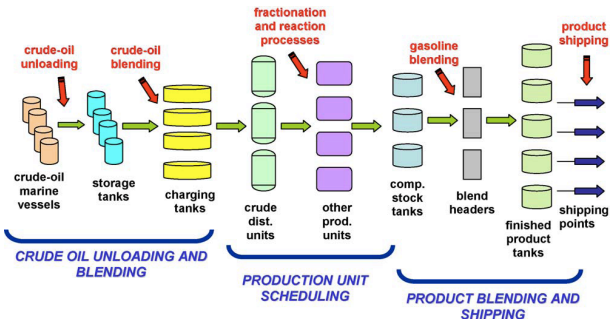 fractionation and
reaction
processes
product
shipping
crude-oil
unloading
crude-oil
blending
gasoline
blending
crude-oil
marine
vessels
storage
tanks
charging
tanks
crude
dist.
units
other
prod.
units
comp.
stock
tanks
blend
headers
finished
product
tanks
shipping
points
CRUDE OIL UNLOADING AND
BLENDING
PRODUCTION UNIT
SCHEDULING
PRODUCT BLENDING AND
SHIPPING